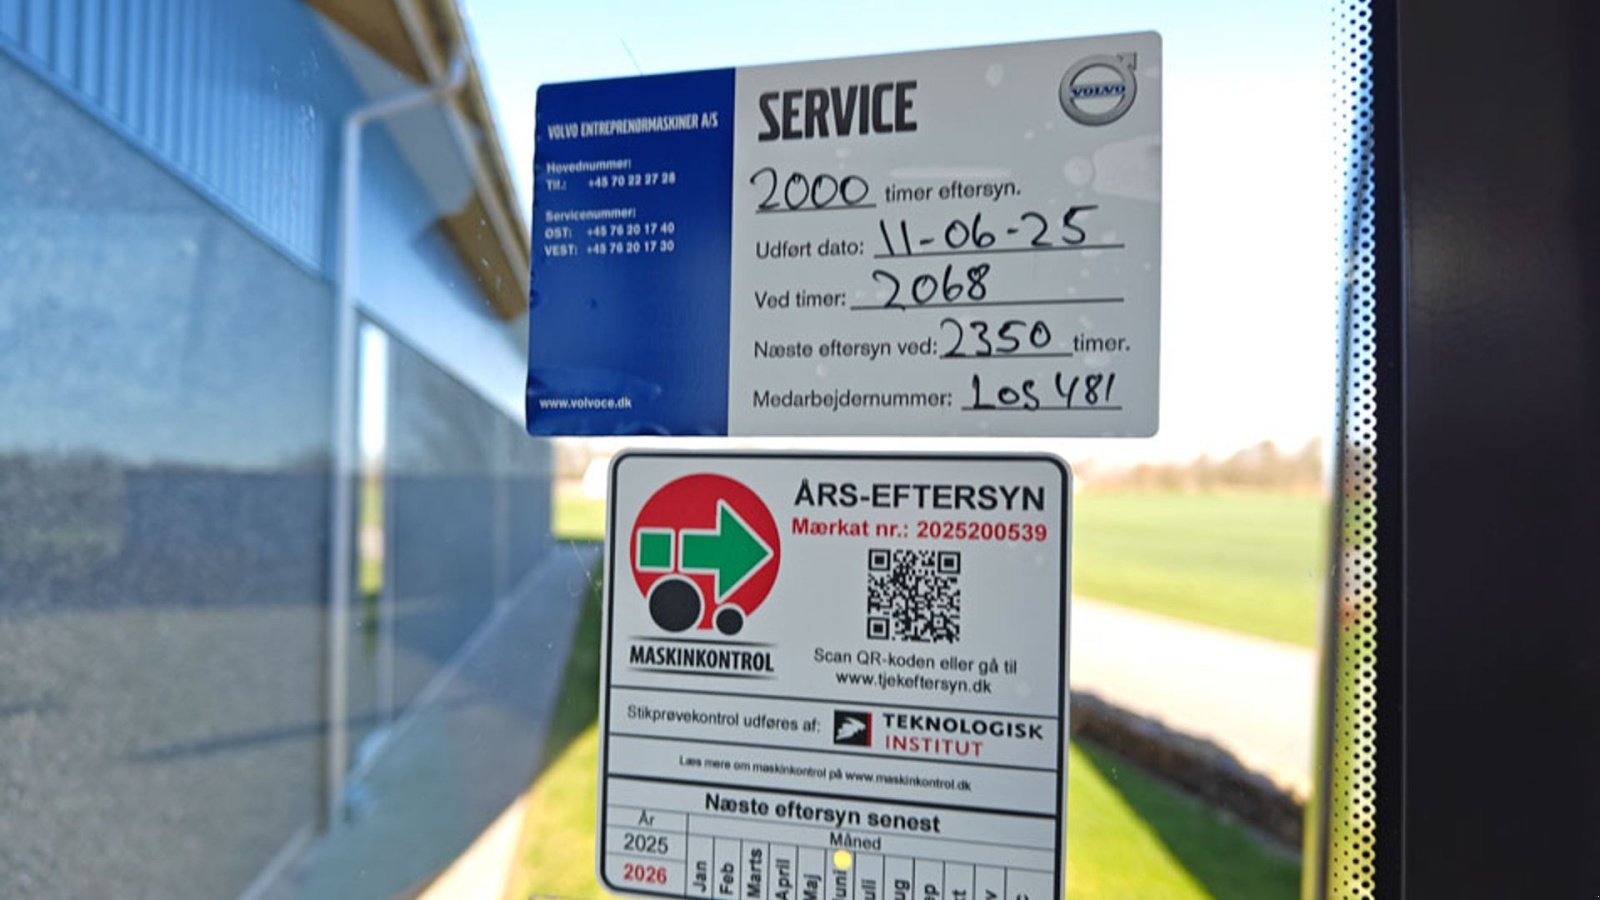 VOLVO ENTREPRENØRMASKINER A/S
Hovednummer:
Tlf.: +45 70 22 27 28
Servicenummer:
ØST: +45 76 20 17 40
VEST: +45 76 20 17 30
www.volvoce.dk
SERVICE
VOLVO
2000 timer eftersyn.
Udført dato: 11-06-25
Ved timer: 2068
Næste eftersyn ved: 2350 timer.
Medarbejdernummer: LOS 481
ÅRS-EFTERSYN
Mærkat nr.: 2025200539
MASKINKONTROL
Scan QR-koden eller gå til
www.tjekeftersyn.dk
Stikprøvekontrol udføres af: TEKNOLOGISK
INSTITUT
Læs mere om maskinkontrol på www.maskinkontrol.dk
Næste eftersyn senest
År
Måned
2025
2026
Jan
Feb
Marts
April
Maj